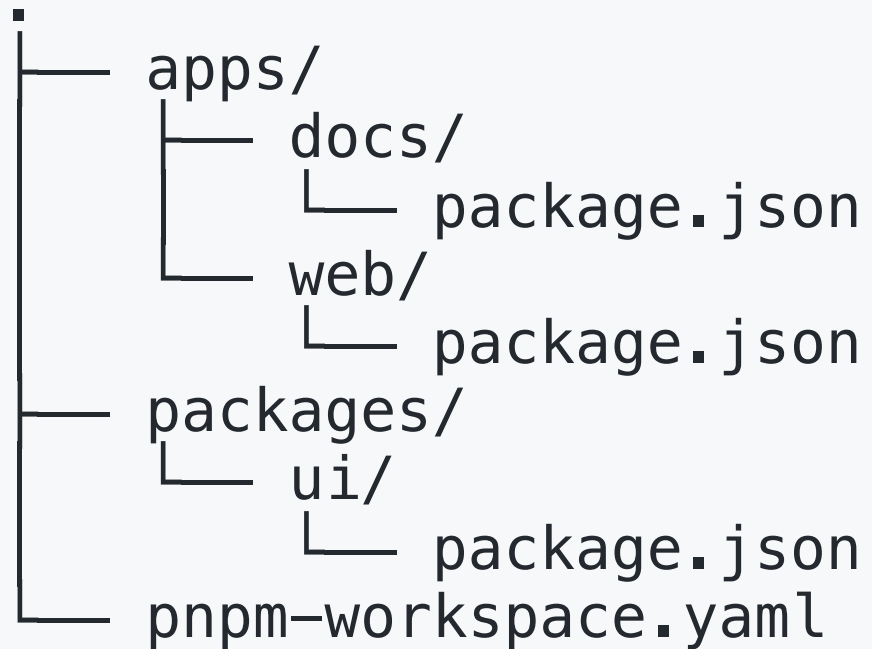 .
├── apps/
│   ├── docs/
│   │   └── package.json
│   └── web/
│       └── package.json
├── packages/
│   └── ui/
│       └── package.json
└── pnpm-workspace.yaml